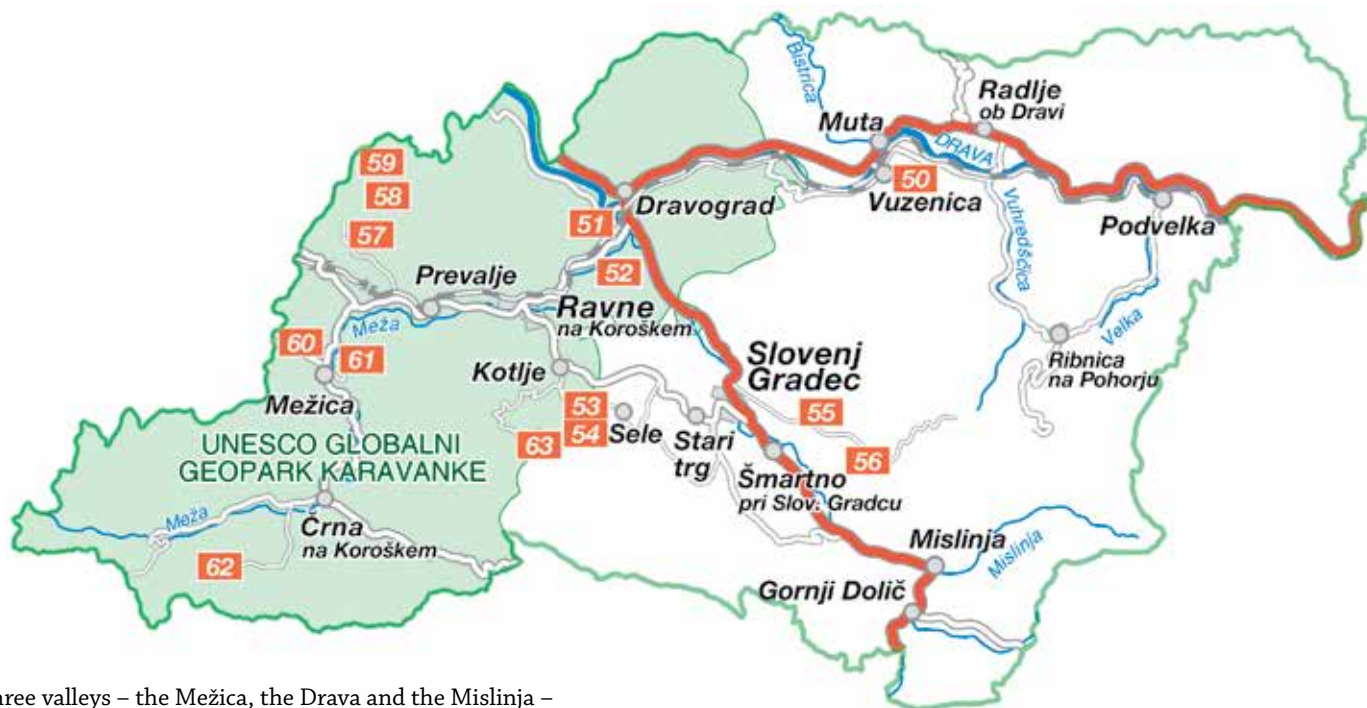 Bistrica
Radlje
ob Dravi
Muta
DRAVA
59
58
50
Vuzenica
51
Dravograd
57
Vuhredščica
Podvelka
Prevalje
52
Ravne
na Koroškem
Meža
Velka
60
61
Slovenj
Gradec
Ribnica
na Pohorju
Kotlje
Mežica
53
55
63
54
Sele
Stari
trg
56
UNESCO GLOBALNI
GEOPARK KARAVANKE
Šmartno
pri Slov. Gradcu
Meža
Črna
na Koroškem
Mislinja
Mislinja
62
Gornji Dolič
hree valleys – the Mežica, the Drava and the Mislinja –